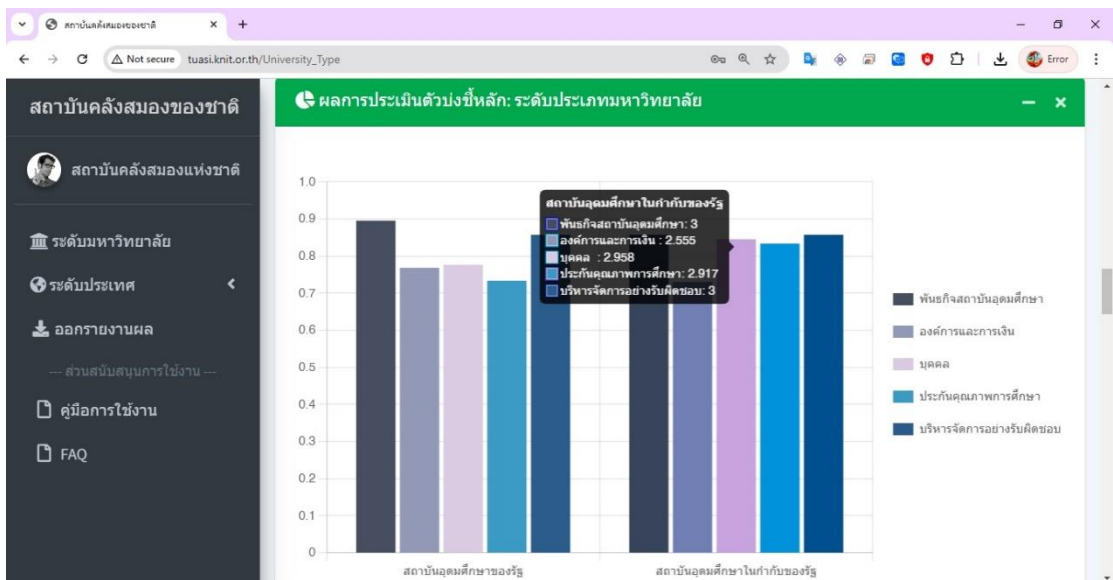 สถาบันคลังสมองของชาติ
Not secure
tuasi.knit.or.th/University_Type
Error
สถาบันคลังสมองของชาติ
สถาบันคลังสมองแห่งชาติ
ระดับมหาวิทยาลัย
ระดับประเทศ
ออกรายงานผล
--- ส่วนสนับสนุนการใช้งาน ---
คู่มือการใช้งาน
FAQ
ผลการประเมินตัวบ่งชี้หลัก: ระดับประเภทมหาวิทยาลัย
1.0
0.9
0.8
0.7
0.6
0.5
0.4
0.3
0.2
0.1
0
สถาบันอุดมศึกษาในกำกับของรัฐ
พันธกิจสถาบันอุดมศึกษา: 3
องค์การและการเงิน : 2.555
บุคคล : 2.958
ประกันคุณภาพการศึกษา: 2.917
บริหารจัดการอย่างรับผิดชอบ: 3
สถาบันอุดมศึกษาของรัฐ
สถาบันอุดมศึกษาในกำกับของรัฐ
พันธกิจสถาบันอุดมศึกษา
องค์การและการเงิน
บุคคล
ประกันคุณภาพการศึกษา
บริหารจัดการอย่างรับผิดชอบ